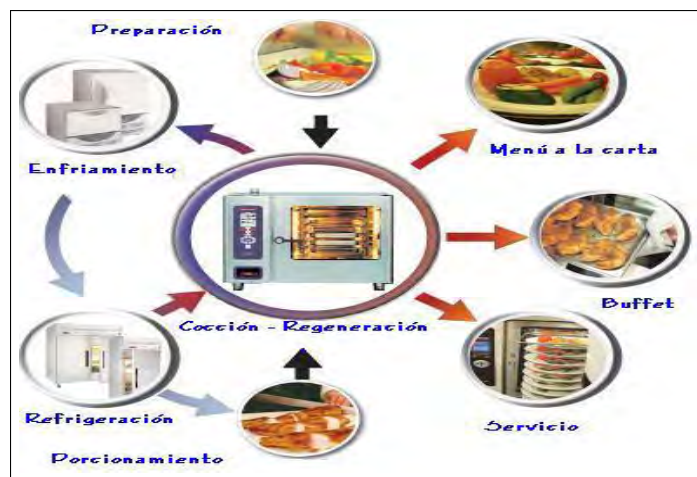 Preparación
Menú a la carta
Enfriamiento
Buffet
Cocción - Regeneración
Refrigeración
Servicio
Porcionamiento